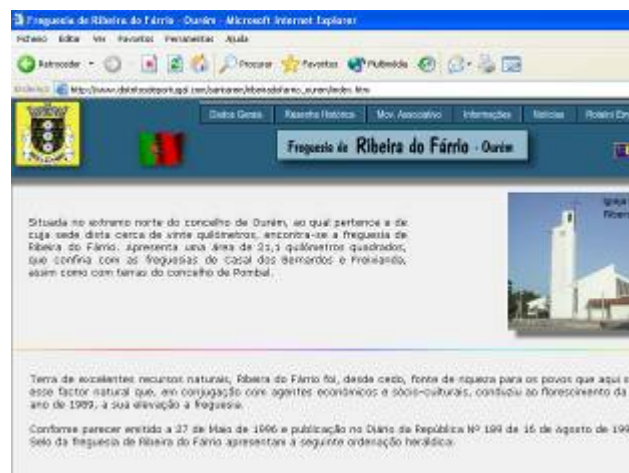 Freguesia de Ribeira do Fárrio - Ourém - Microsoft Internet Explorer
Ficheiro Editar Ver Favoritos Ferramentas Ajuda
Retroceder Procurar Favoritos Multimédia
Dados Gerais Resenha Histórica Mov. Associativo Informações Notícias Roteiro
Freguesia de Ribeira do Fárrio - Ourém
Igreja
Ribeira
Situada no extremo norte do concelho de Ourém, ao qual pertence e de
cuja sede dista cerca de vinte quilómetros, encontra-se a freguesia de
Ribeira do Fárrio. Apresenta uma área de 21,1 quilómetros quadrados,
que confina com as freguesias de Casal dos Bernardos e Freixianda,
assim como com terras do concelho de Pombal.
Terra de excelentes recursos naturais, Ribeira do Fárrio foi, desde cedo, fonte de riqueza para os povos que aqui
esse factor natural que, em conjugação com agentes económicos e sócio-culturais, conduziu ao florescimento da
ano de 1989, a sua elevação a freguesia.
Conforme parecer emitido a 27 de Maio de 1996 e publicação no Diário da República Nº 189 de 16 de Agosto de 199
Selo da freguesia de Ribeira do Fárrio apresentam a seguinte ordenação heráldica: